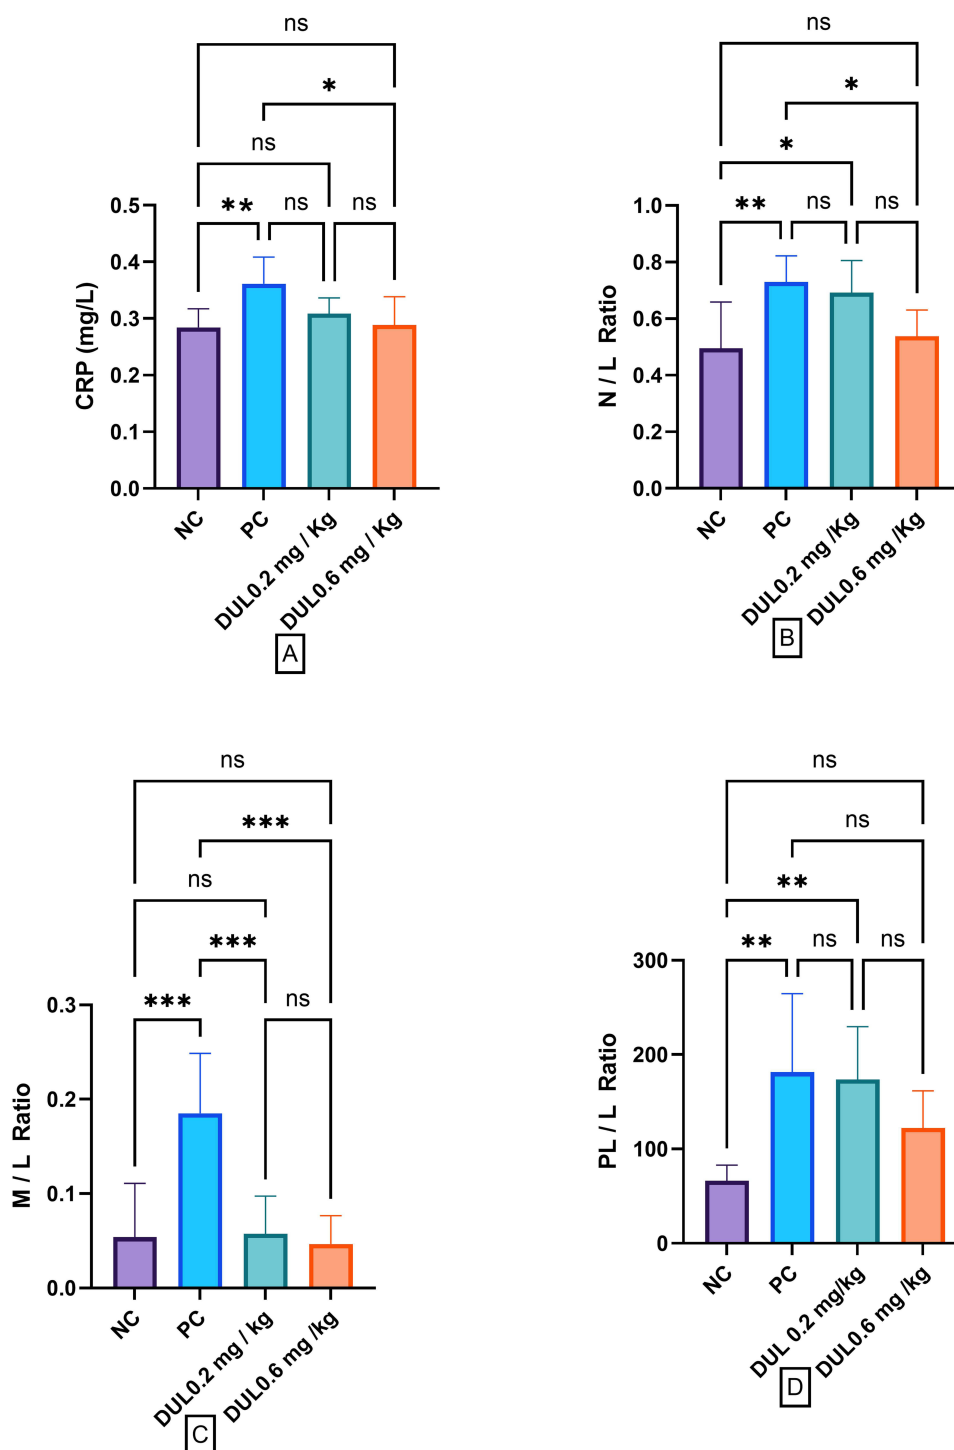 ns
*
ns
** ns ns
0.5
0.4
0.3
0.2
0.1
0.0
CRP (mg/L)
NC
PC
DUL0.2 mg / Kg
DUL0.6 mg / Kg
A
ns
*
*
** ns ns
1.0
0.8
0.6
0.4
0.2
0.0
N / L Ratio
NC
PC
DUL0.2 mg /Kg
DUL0.6 mg /Kg
B
ns
***
ns
***
*** ns
0.3
0.2
0.1
0.0
M / L Ratio
NC
PC
DUL0.2 mg / kg
DUL0.6 mg /kg
C
ns
ns
**
** ns ns
300
200
100
0
PL / L Ratio
NC
PC
DUL 0.2 mg/kg
DUL0.6 mg /kg
D